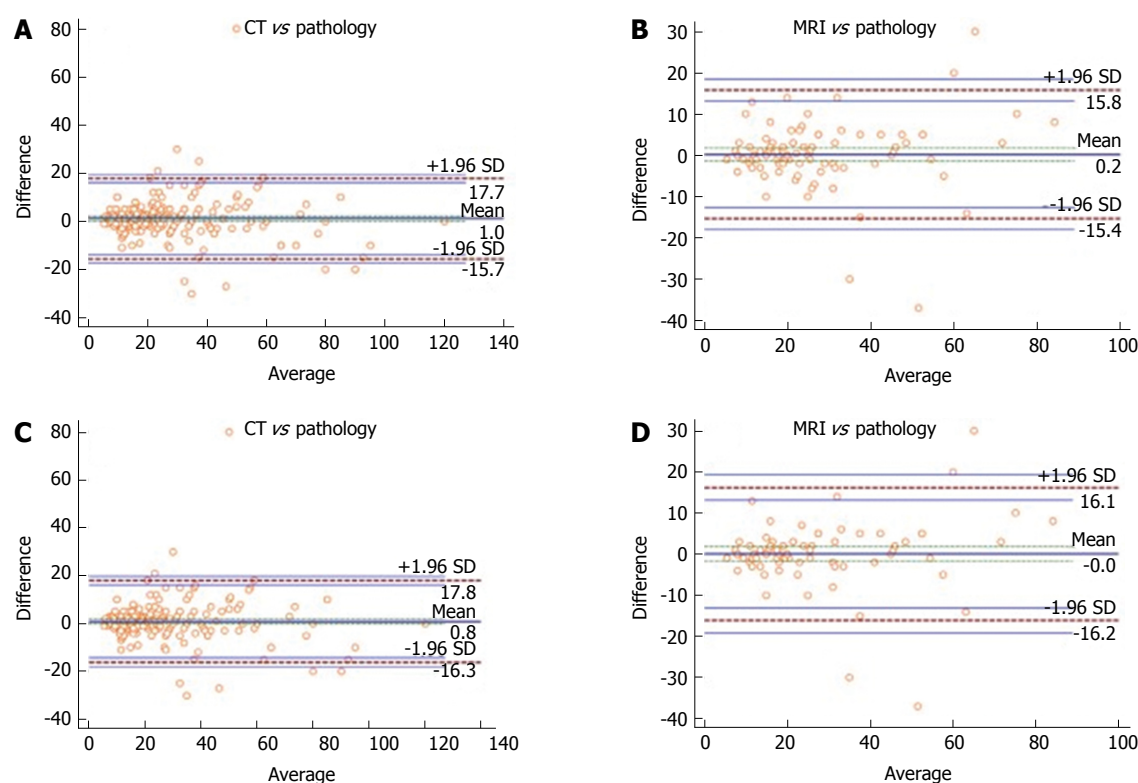 A
CT vs pathology
80
60
40
20
0
-20
-40
Difference
+1.96 SD
17.7
Mean
1.0
-1.96 SD
-15.7
0 20 40 60 80 100 120 140
Average
B
MRI vs pathology
30
20
10
0
-10
-20
-30
-40
Difference
+1.96 SD
15.8
Mean
0.2
--1.96 SD
-15.4
0 20 40 60 80 100
Average
C
CT vs pathology
80
60
40
20
0
-20
-40
Difference
+1.96 SD
17.8
Mean
0.8
-1.96 SD
-16.3
0 20 40 60 80 100 120 140
Average
D
MRI vs pathology
30
20
10
0
-10
-20
-30
-40
Difference
+1.96 SD
16.1
Mean
-0.0
-1.96 SD
-16.2
0 20 40 60 80 100
Average